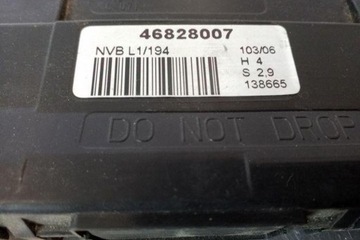 46828007
NVB L1/194
103/06
H 4
S 2,9
138665
DO NOT DROP